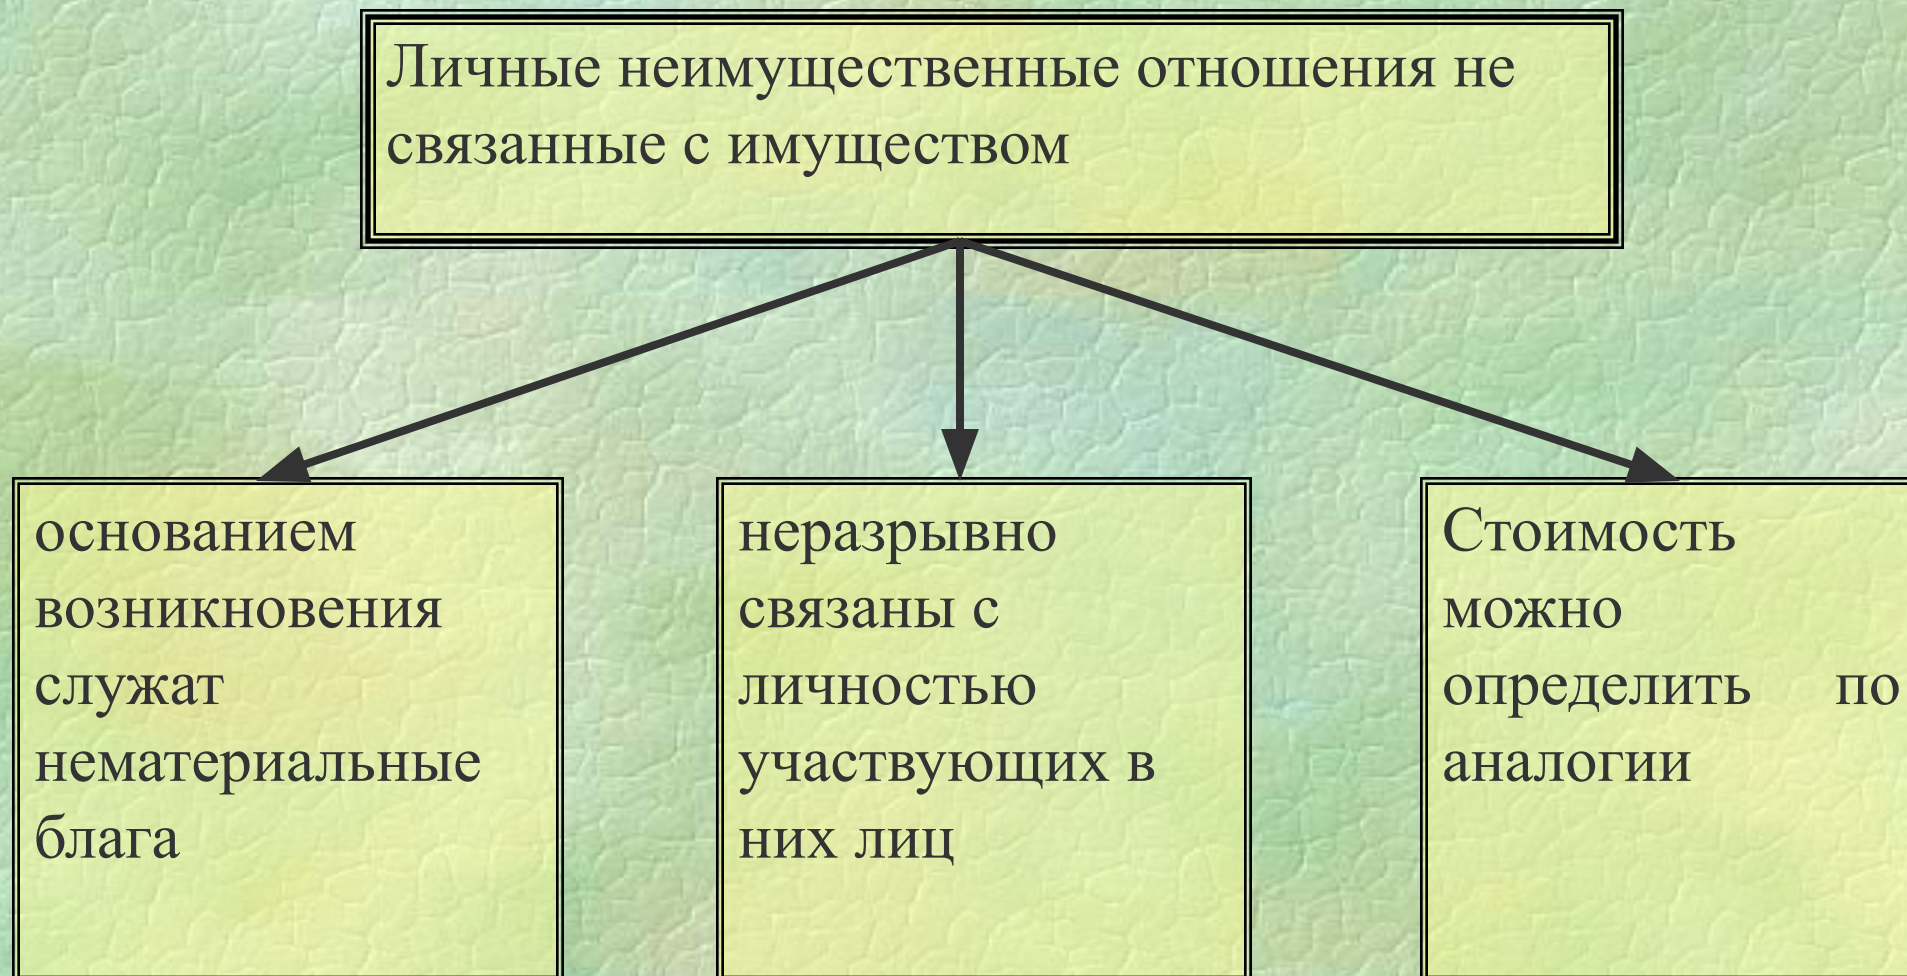 Личные неимущественные отношения не
связанные с имуществом
основанием
возникновения
служат
нематериальные
блага
неразрывно
связаны с
личностью
участвующих в
них лиц
Стоимость
можно
определить по
аналогии